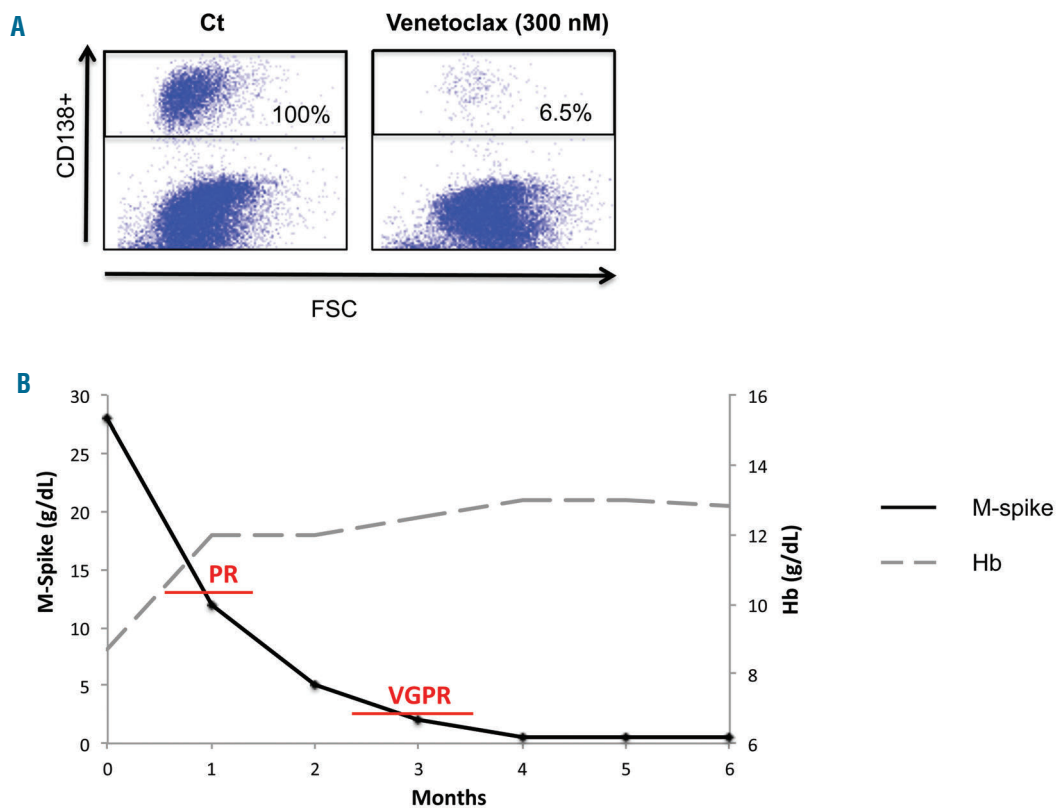 A
Ct
Venetoclax (300 nM)
CD138+
100%
6.5%
FSC
B
M-Spike (g/dL)
30
25
20
15
10
5
0
PR
VGPR
16
14
13
12
10
8
6
Hb (g/dL)
M-spike
Hb
0 1 2 3 4 5 6
Months